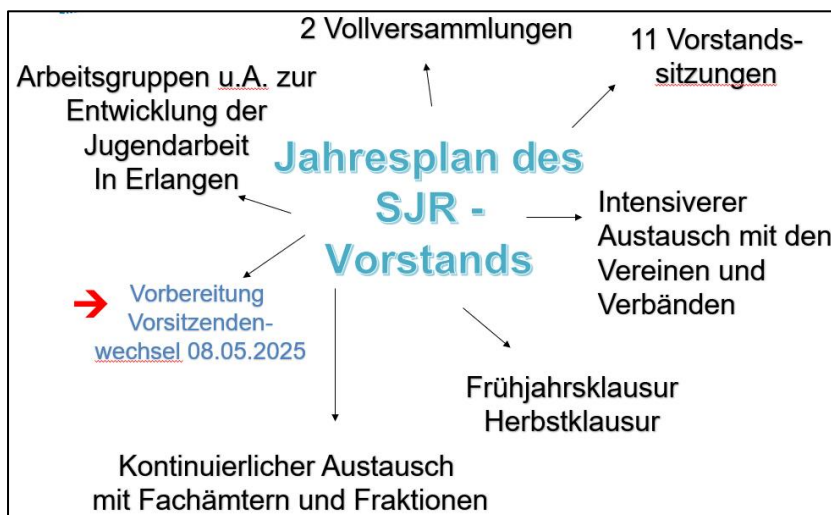 2 Vollversammlungen
11 Vorstands-
sitzungen
Arbeitsgruppen u.A. zur
Entwicklung der
Jugendarbeit
In Erlangen
Jahresplan des
SJR -
Vorstands
Intensiverer
Austausch mit den
Vereinen und
Verbänden
Vorbereitung
Vorsitzenden-
wechsel 08.05.2025
Frühjahrsklausur
Herbstklausur
Kontinuierlicher Austausch
mit Fachämtern und Fraktionen